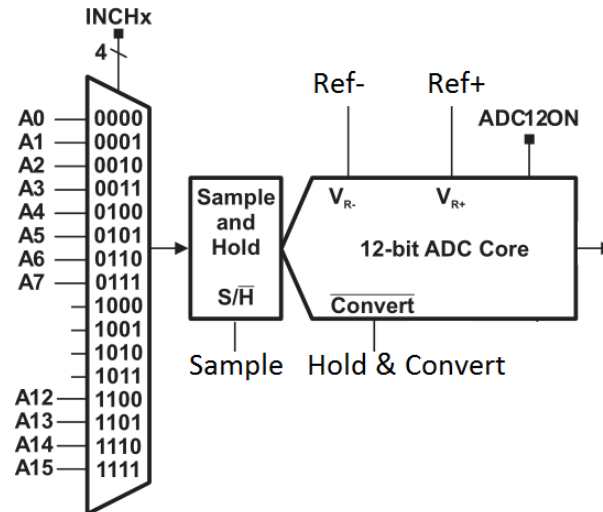 INCHx
4
Ref-
Ref+
ADC12ON
A0 0000
A1 0001
A2 0010
A3 0011
A4 0100
A5 0101
A6 0110
A7 0111
1000
1001
1010
1011
A12 1100
A13 1101
A14 1110
A15 1111
Sample
and
Hold
S/H̅
VR-
VR+
12-bit ADC Core
Convert
Sample
Hold & Convert